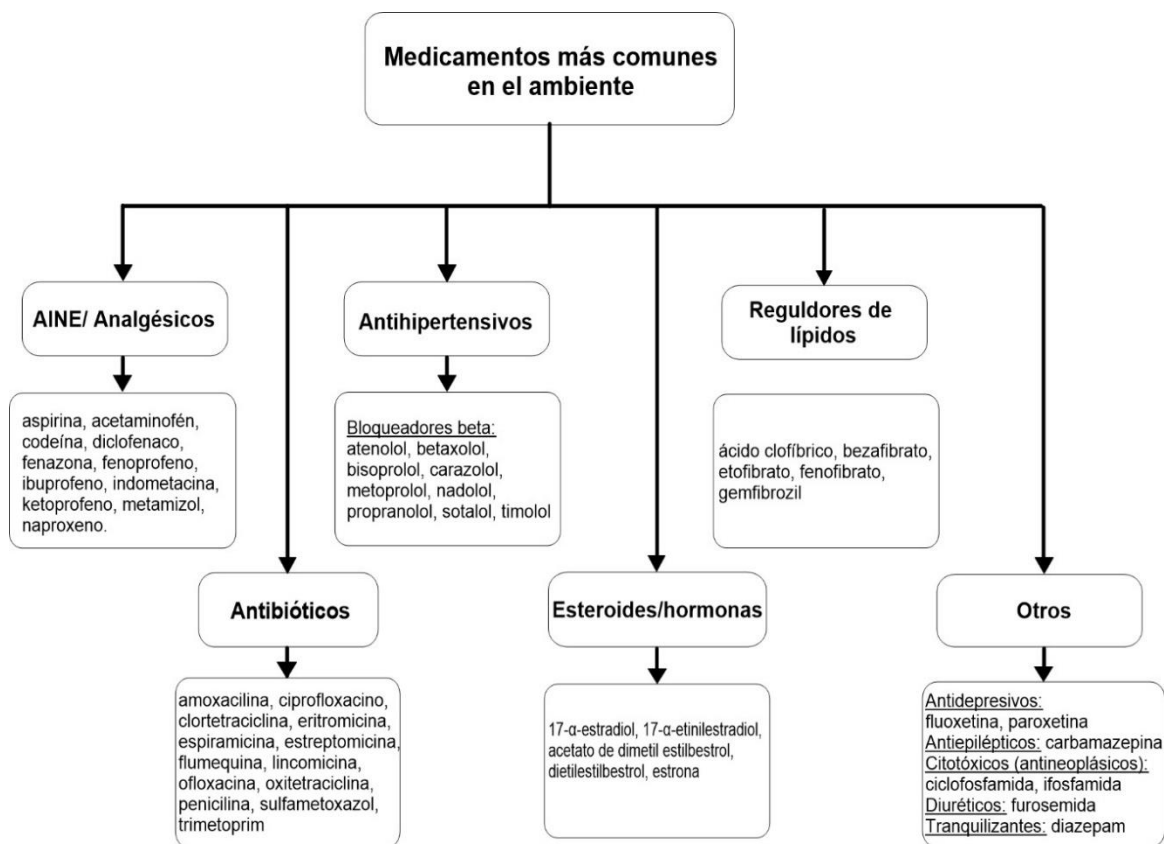 Medicamentos más comunes
en el ambiente
AINE/ Analgésicos
aspirina, acetaminofén,
codeína, diclofenaco,
fenazona, fenoprofeno,
ibuprofeno, indometacina,
ketoprofeno, metamizol,
naproxeno.
Antihipertensivos
Bloqueadores beta:
atenolol, betaxolol,
bisoprolol, carazolol,
metoprolol, nadolol,
propranolol, sotalol, timolol
Reguldores de
lípidos
ácido clofíbrico, bezafibrato,
etofibrato, fenofibrato,
gemfibrozil
Antibióticos
amoxacilina, ciprofloxacino,
clortetraciclina, eritromicina,
espiramicina, estreptomicina,
flumequina, lincomicina,
ofloxacina, oxitetraciclina,
penicilina, sulfametoxazol,
trimetoprim
Esteroides/hormonas
17-α-estradiol, 17-α-etinilestradiol,
acetato de dimetil estilbestrol,
dietilestilbestrol, estrona
Otros
Antidepresivos:
fluoxetina, paroxetina
Antiepilépticos: carbamazepina
Citotóxicos (antineoplásicos):
ciclofosfamida, ifosfamida
Diuréticos: furosemida
Tranquilizantes: diazepam